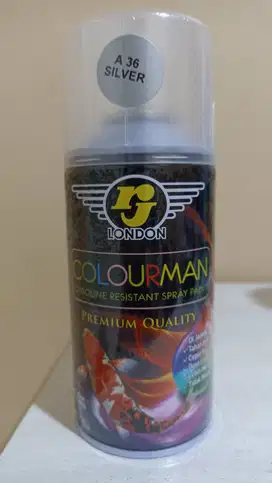 A 36
SILVER
rj
LONDON
COLOURMAN
GASOLINE RESISTANT SPRAY PAINT
PREMIUM QUALITY